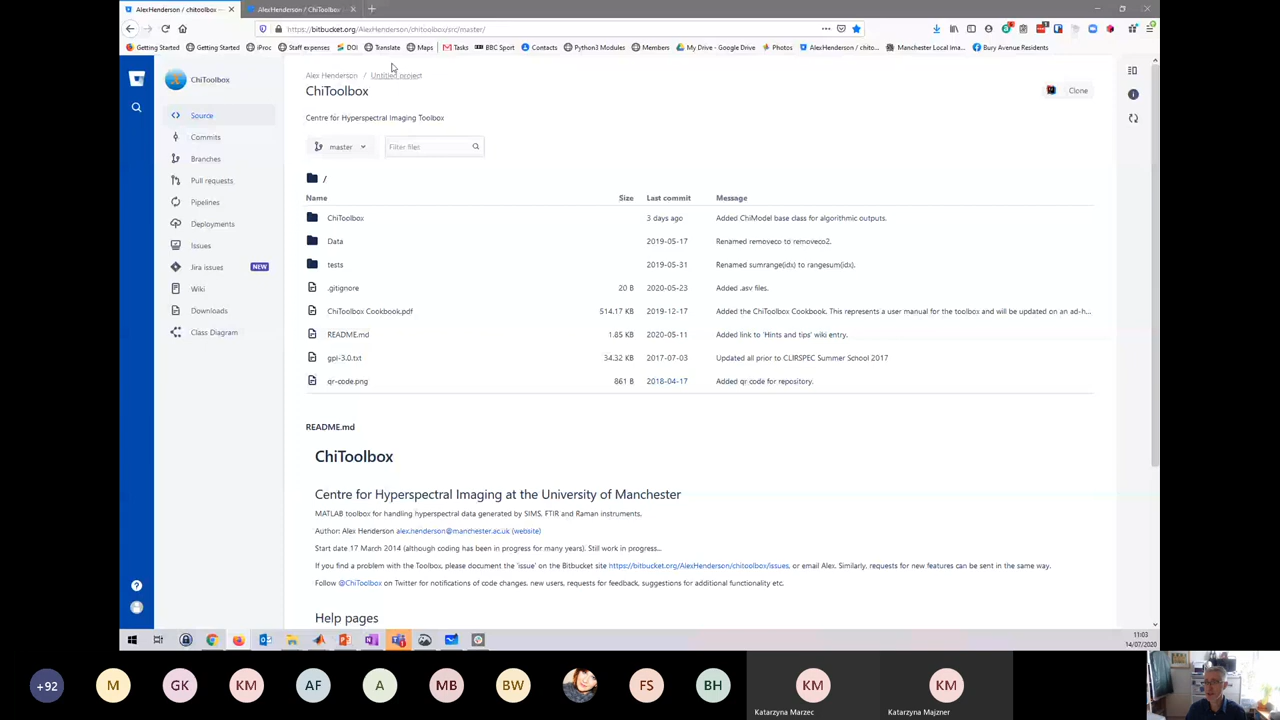 AlexHenderson / chitoolbox
AlexHenderson / ChiToolbox
https://bitbucket.org/AlexHenderson/chitoolbox/src/master/
Getting Started
Getting Started
iProc
Staff expenses
DOI
Translate
Maps
Tasks
BBC Sport
Contacts
Python3 Modules
Members
My Drive - Google Drive
Photos
AlexHenderson / chito...
Manchester Local Ima...
Bury Avenue Residents
ChiToolbox
Source
Commits
Branches
Pull requests
Pipelines
Deployments
Issues
Jira issues NEW
Wiki
Downloads
Class Diagram
Alex Henderson / Untitled project
ChiToolbox
Clone
Centre for Hyperspectral Imaging Toolbox
master
Filter files
/
Name Size Last commit Message
ChiToolbox 3 days ago Added ChiModel base class for algorithmic outputs.
Data 2019-05-17 Renamed removeco to removeco2.
tests 2019-05-31 Renamed sumrange(idx) to rangesum(idx).
.gitignore 20 B 2020-05-23 Added .asv files.
ChiToolbox Cookbook.pdf 514.17 KB 2019-12-17 Added the ChiToolbox Cookbook. This represents a user manual for the toolbox and will be updated on an ad-h...
README.md 1.85 KB 2020-05-11 Added link to 'Hints and tips' wiki entry.
gpl-3.0.txt 34.32 KB 2017-07-03 Updated all prior to CLIRSPEC Summer School 2017
qr-code.png 861 B 2018-04-17 Added qr code for repository.
README.md
ChiToolbox
Centre for Hyperspectral Imaging at the University of Manchester
MATLAB toolbox for handling hyperspectral data generated by SIMS, FTIR and Raman instruments.
Author: Alex Henderson alex.henderson@manchester.ac.uk (website)
Start date 17 March 2014 (although coding has been in progress for many years). Still work in progress...
If you find a problem with the Toolbox, please document the 'issue' on the Bitbucket site https://bitbucket.org/AlexHenderson/chitoolbox/issues, or email Alex. Similarly, requests for new features can be sent in the same way.
Follow @ChiToolbox on Twitter for notifications of code changes, new users, requests for feedback, suggestions for additional functionality etc.
Help pages
11:03
14/07/2020
+92
M
GK
KM
AF
A
MB
BW
FS
BH
KM
Katarzyna Marzec
KM
Katarzyna Majzner